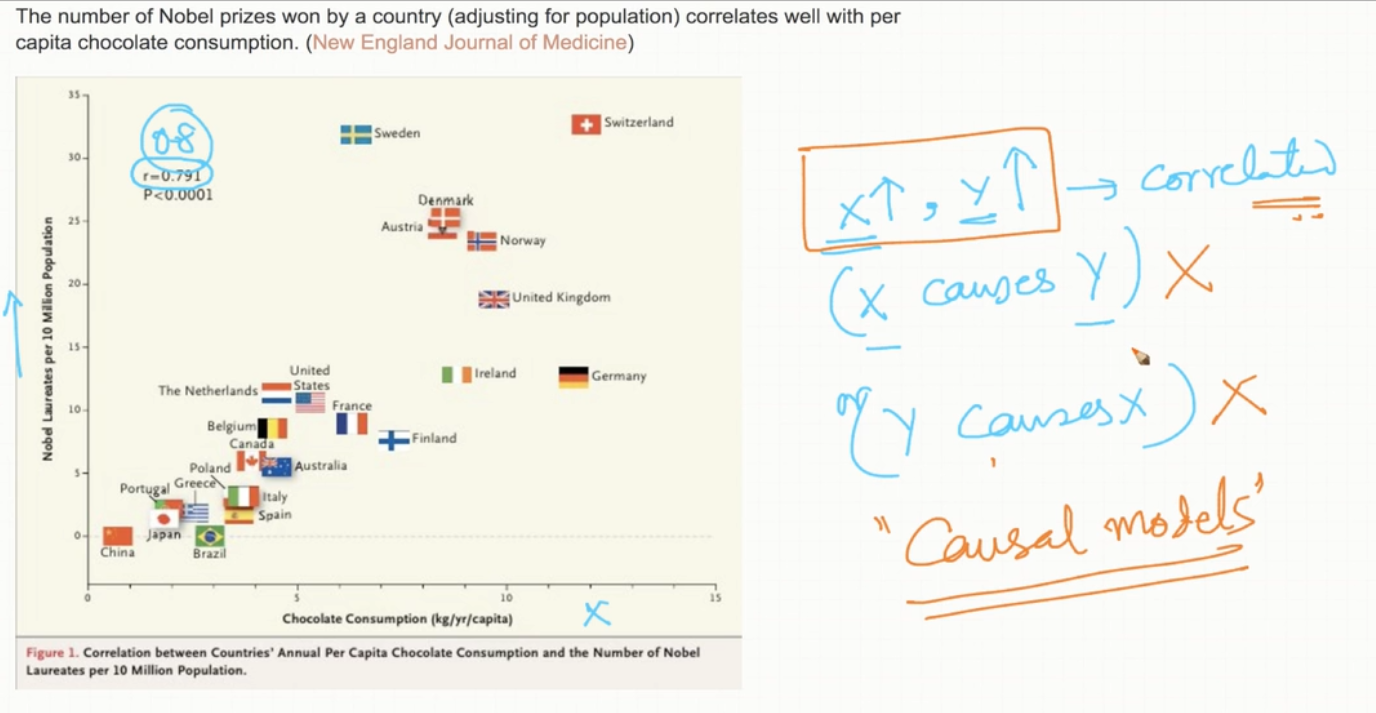 The number of Nobel prizes won by a country (adjusting for population) correlates well with per
capita chocolate consumption. (New England Journal of Medicine)
35
30
25
20
15
10
5
0
Nobel Laureates per 10 Million Population
0.8
r=0.791
P<0.0001
Sweden
Switzerland
Denmark
Austria
Norway
United Kingdom
Ireland
Germany
The Netherlands
United
States
France
Belgium
Finland
Canada
Australia
Poland
Portugal
Greece
Italy
Spain
Japan
China
Brazil
0
5
10
15
Chocolate Consumption (kg/yr/capita)
X
Figure 1. Correlation between Countries' Annual Per Capita Chocolate Consumption and the Number of Nobel
Laureates per 10 Million Population.
x↑, y↑ → correlated
(x causes y) X
or (y causes x) X
"Causal models"